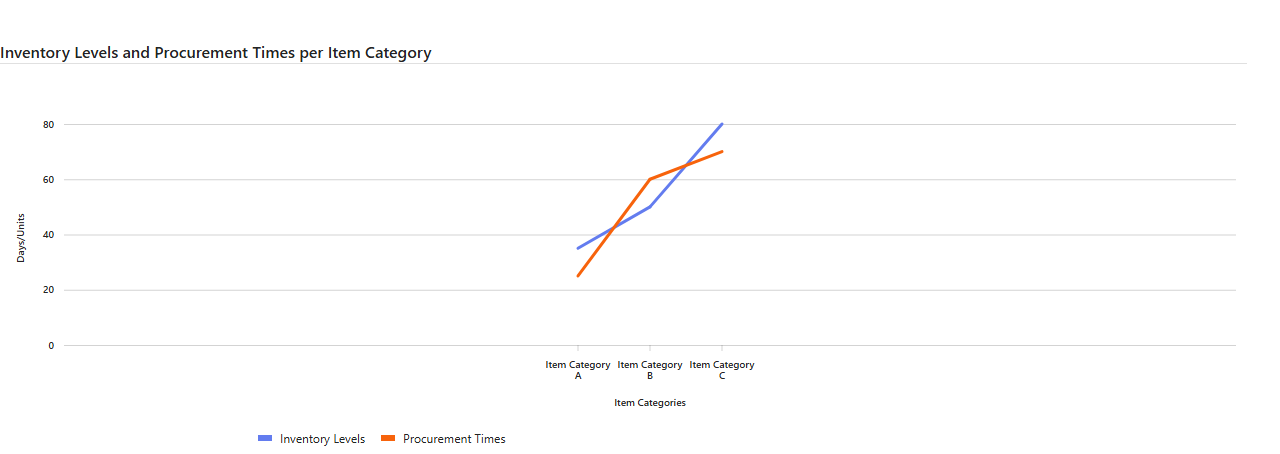 Inventory Levels and Procurement Times per Item Category
80
60
40
20
0
Days/Units
Item Category
A
Item Category
B
Item Category
C
Item Categories
Inventory Levels
Procurement Times